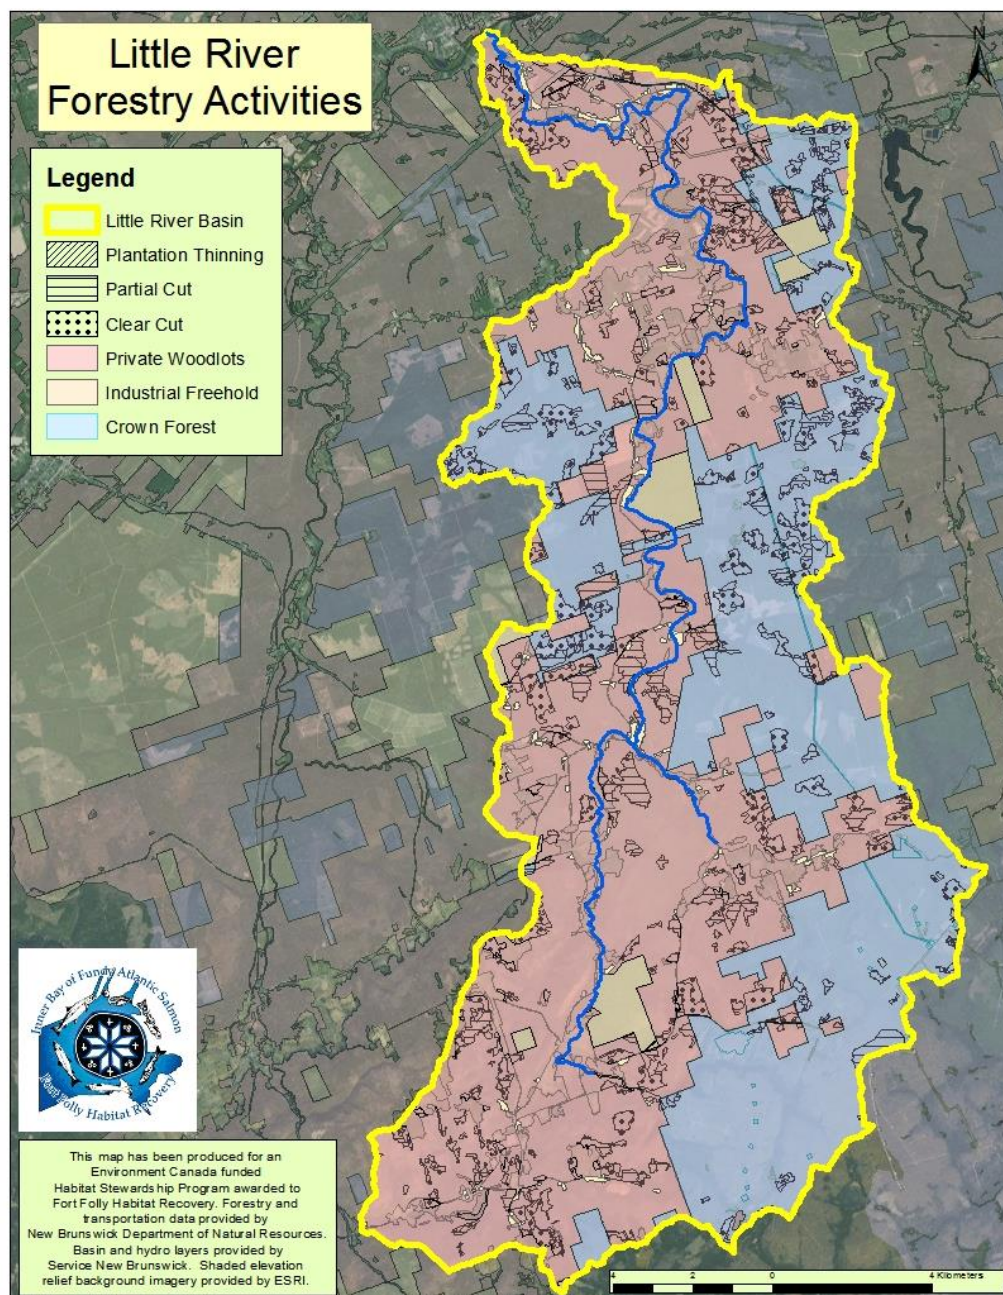 Little River
Forestry Activities
N
Legend
Little River Basin
Plantation Thinning
Partial Cut
Clear Cut
Private Woodlots
Industrial Freehold
Crown Forest
Inner Bay of Fundy Atlantic Salmon
Fort Folly Habitat Recovery
This map has been produced for an
Environment Canada funded
Habitat Stewardship Program awarded to
Fort Folly Habitat Recovery. Forestry and
transportation data provided by
New Brunswick Department of Natural Resources.
Basin and hydro layers provided by
Service New Brunswick. Shaded elevation
relief background imagery provided by ESRI.
4 2 0 4 Kilometers